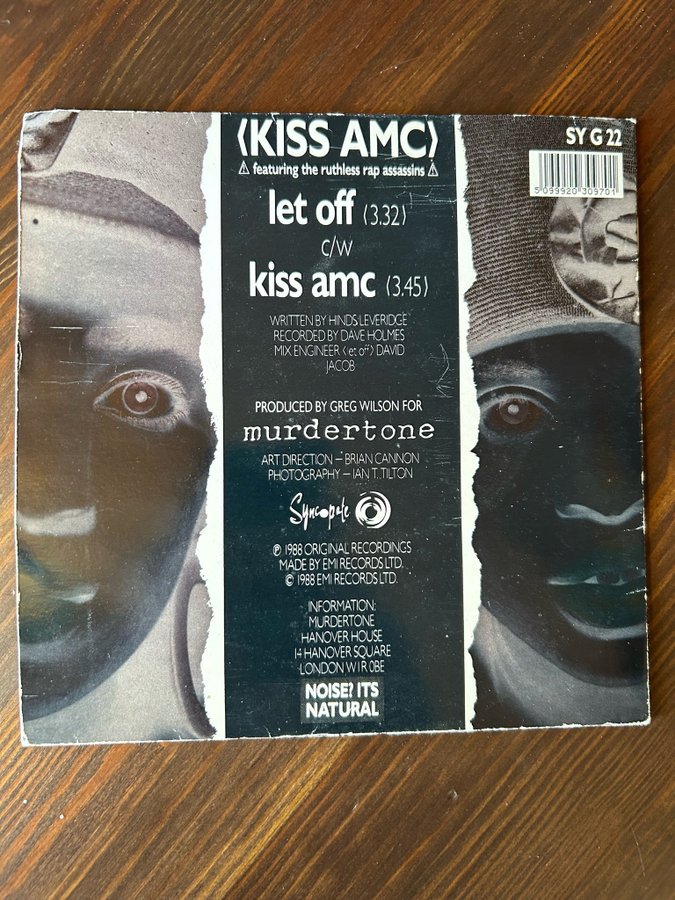 ⟨KISS AMC⟩
⚠ featuring the ruthless rap assassins ⚠
let off (3.32)
c/w
kiss amc (3.45)
WRITTEN BY HINDS LEVERIDGE
RECORDED BY DAVE HOLMES
MIX ENGINEER ⟨let off⟩ DAVID
JACOB
PRODUCED BY GREG WILSON FOR
murdertone
ART DIRECTION – BRIAN CANNON
PHOTOGRAPHY – IAN T. TILTON
Syncopate
℗ 1988 ORIGINAL RECORDINGS
MADE BY EMI RECORDS LTD.
© 1988 EMI RECORDS LTD.
INFORMATION:
MURDERTONE
HANOVER HOUSE
14 HANOVER SQUARE
LONDON W1R 0BE
NOISE? ITS
NATURAL
SY G 22
5 099920 309701